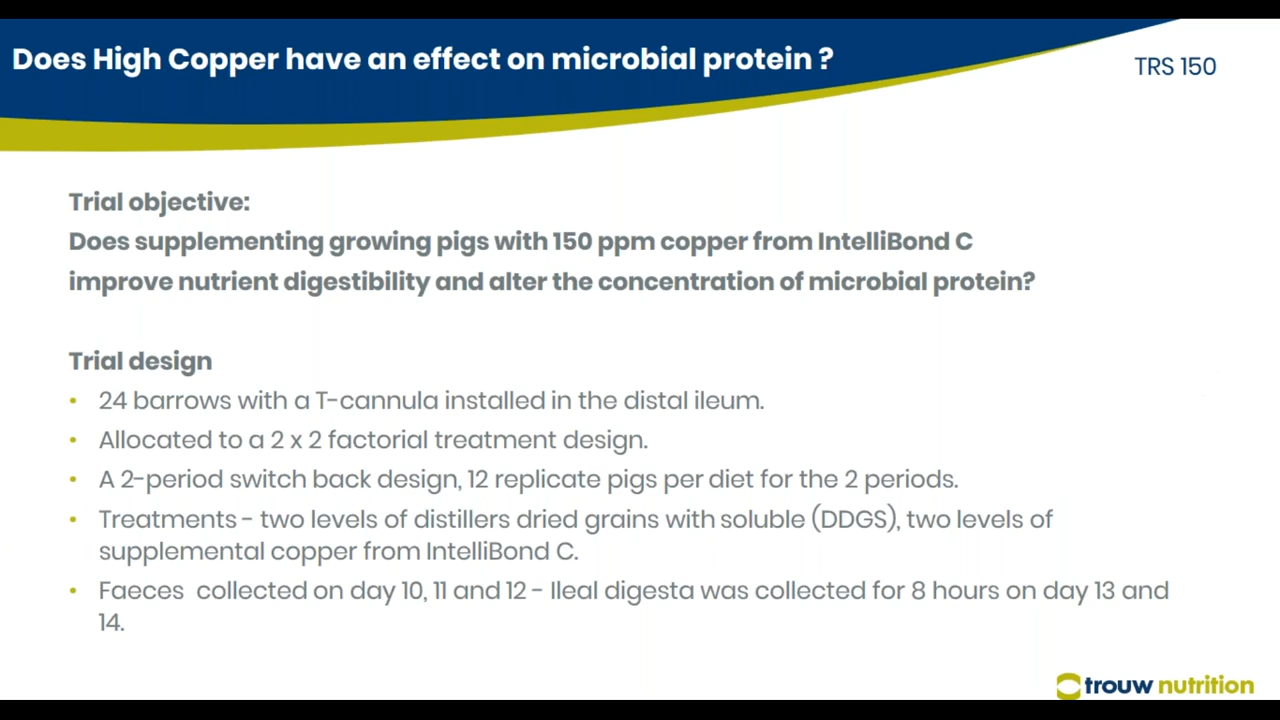 Does High Copper have an effect on microbial protein ?
TRS 150
Trial objective:
Does supplementing growing pigs with 150 ppm copper from IntelliBond C
improve nutrient digestibility and alter the concentration of microbial protein?
Trial design
• 24 barrows with a T-cannula installed in the distal ileum.
• Allocated to a 2 x 2 factorial treatment design.
• A 2-period switch back design, 12 replicate pigs per diet for the 2 periods.
• Treatments - two levels of distillers dried grains with soluble (DDGS), two levels of
supplemental copper from IntelliBond C.
• Faeces  collected on day 10, 11 and 12 - Ileal digesta was collected for 8 hours on day 13 and
14.
trouw nutrition